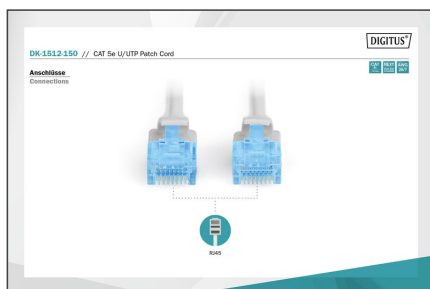 DIGITUS®
DK-1512-150 // CAT 5e U/UTP Patch Cord
Anschlüsse
Connections
RJ45